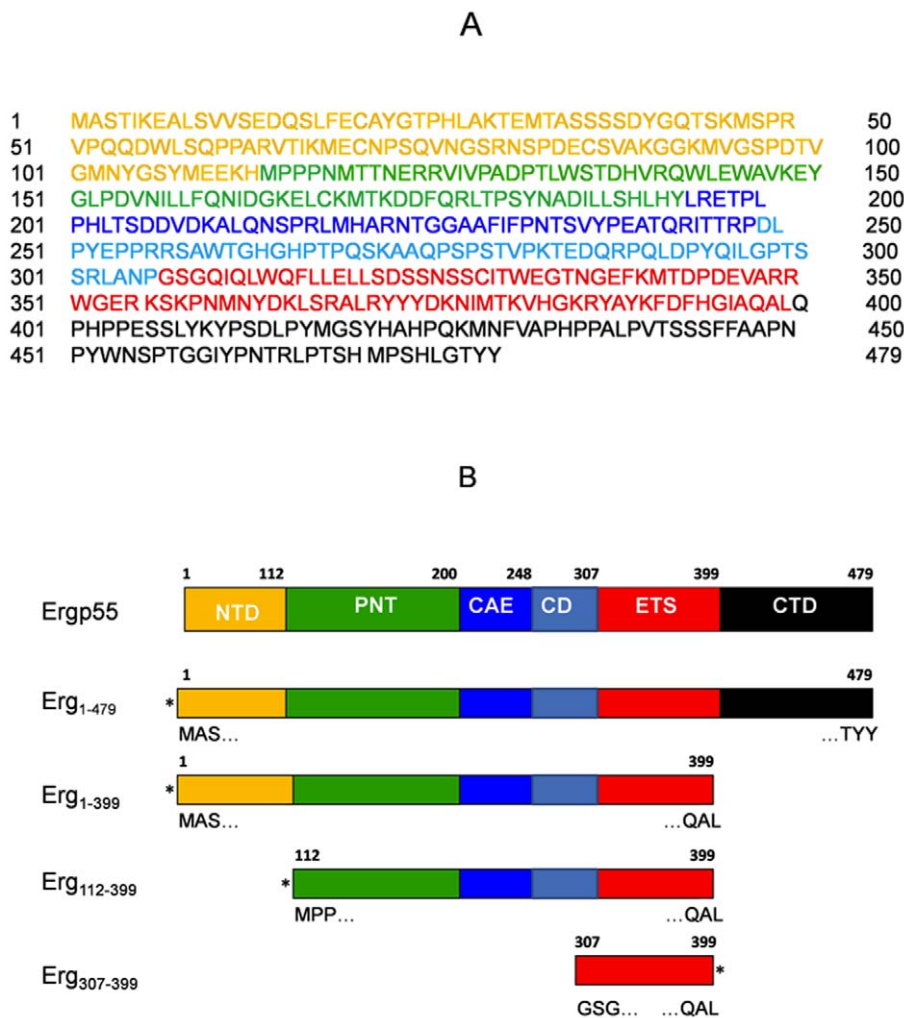 A
1 MASTIKEALSVVSEDQSLFECAYGTPHLAKTEMTASSSSDYGQTSKMSPR 50
51 VPQQDWLSQPPARVTIKMECNPSQVNGSRNSPDECSVAKGGKMVGSPDTV 100
101 GMNYGSYMEEKHMPPPNMTTNERRVIVPADPTLWSTDHVRQWLEWAVKEY 150
151 GLPDVNILLFQNIDGKELCKMTKDDFQRLTPSYNADILLSHLHYLRETPL 200
201 PHLTSDDVDKALQNSPRLMHARNTGGAAFIFPNTSVYPEATQRITTRPDL 250
251 PYEPPRRSAWTGHGHPTPQSKAAQPSPSTVPKTEDQRPQLDPYQILGPTS 300
301 SRLANPGSGQIQLWQFLLELLSDSSNSSCITWEGTNGEFKMTDPDEVARR 350
351 WGER KSKPNMNYDKLSRALRYYYDKNIMTKVHGKRYAYKFDFHGIAQALQ 400
401 PHPPESSLYKYPSDLPYMGSYHAHPQKMNFVAPHPPALPVTSSSFFAAPN 450
451 PYWNSPTGGIYPNTRLPTSH MPSHLGTYY 479
B
1 112 200 248 307 399 479
Ergp55 NTD PNT CAE CD ETS CTD
1 479
Erg1-479 *
MAS... ...TYY
1 399
Erg1-399 *
MAS... ...QAL
112 399
Erg112-399 *
MPP... ...QAL
307 399
Erg307-399 *
GSG... ...QAL